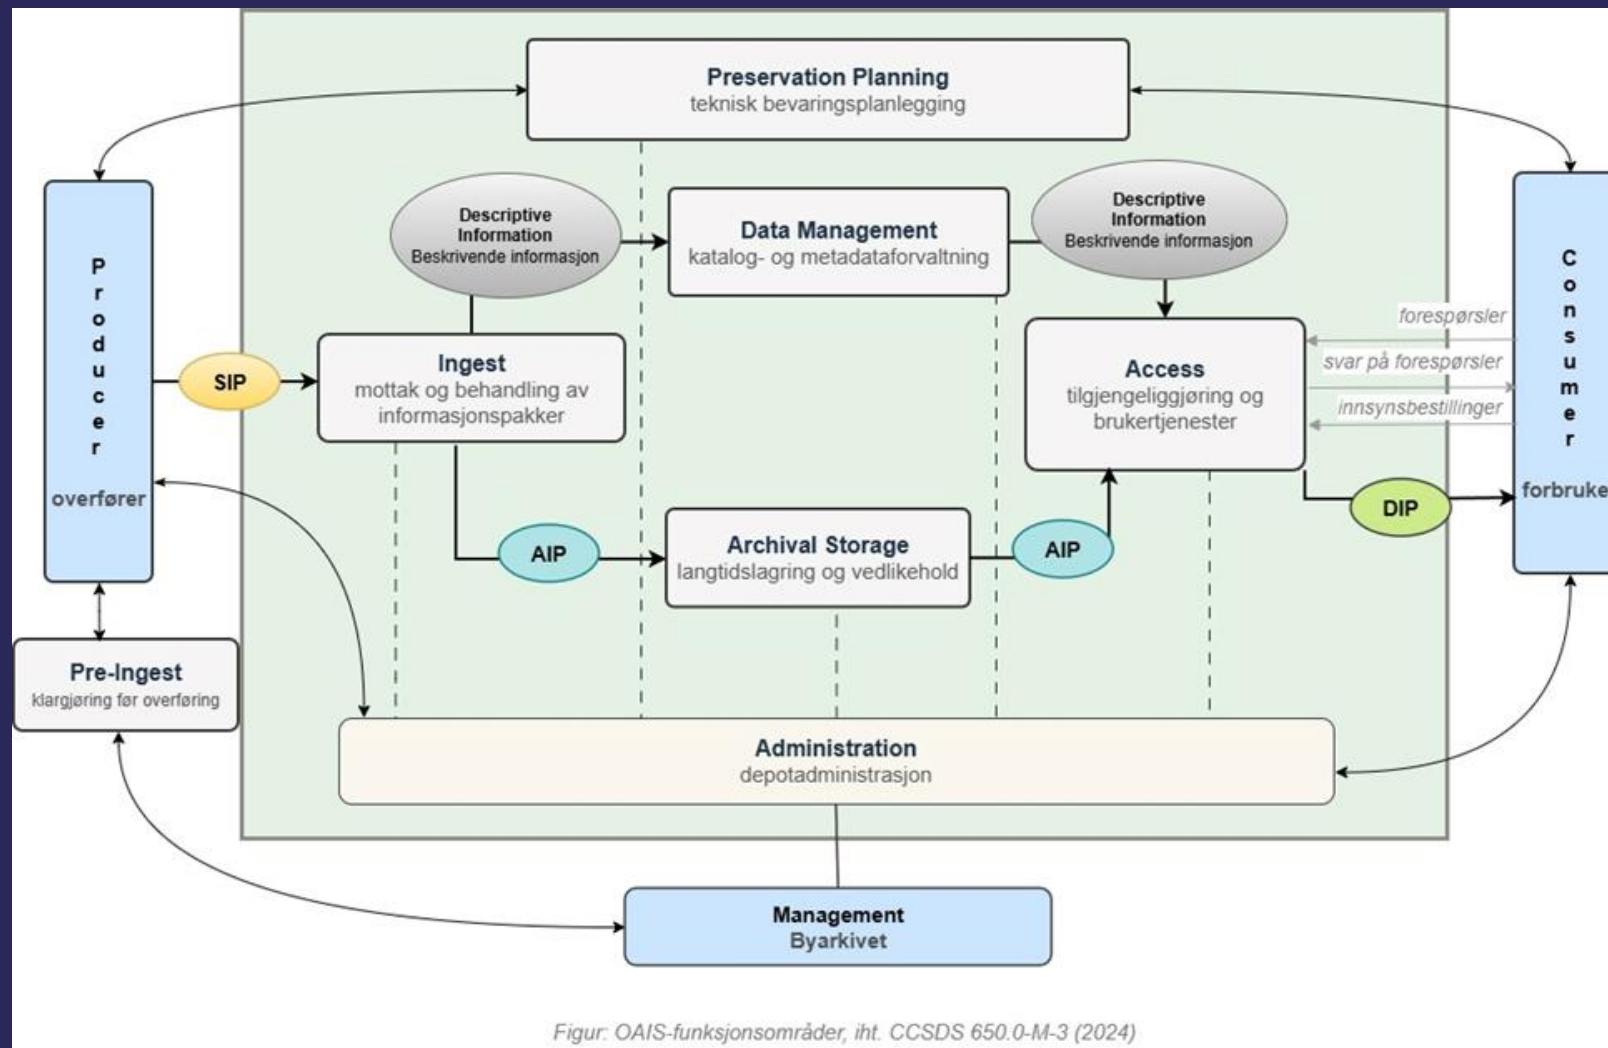 Preservation Planning
teknisk bevaringsplanlegging
Descriptive
Information
Beskrivende informasjon
Data Management
katalog- og metadataforvaltning
Descriptive
Information
Beskrivende informasjon
Producer
overfører
SIP
Ingest
mottak og behandling av
informasjonspakker
Access
tilgjengeliggjøring og
brukertjenester
forespørsler
svar på forespørsler
innsynsbestillinger
Consumer
forbruke
AIP
Archival Storage
langtidslagring og vedlikehold
AIP
DIP
Pre-Ingest
klargjøring før overføring
Administration
depotadministrasjon
Management
Byarkivet
Figur: OAIS-funksjonsområder, iht. CCSDS 650.0-M-3 (2024)